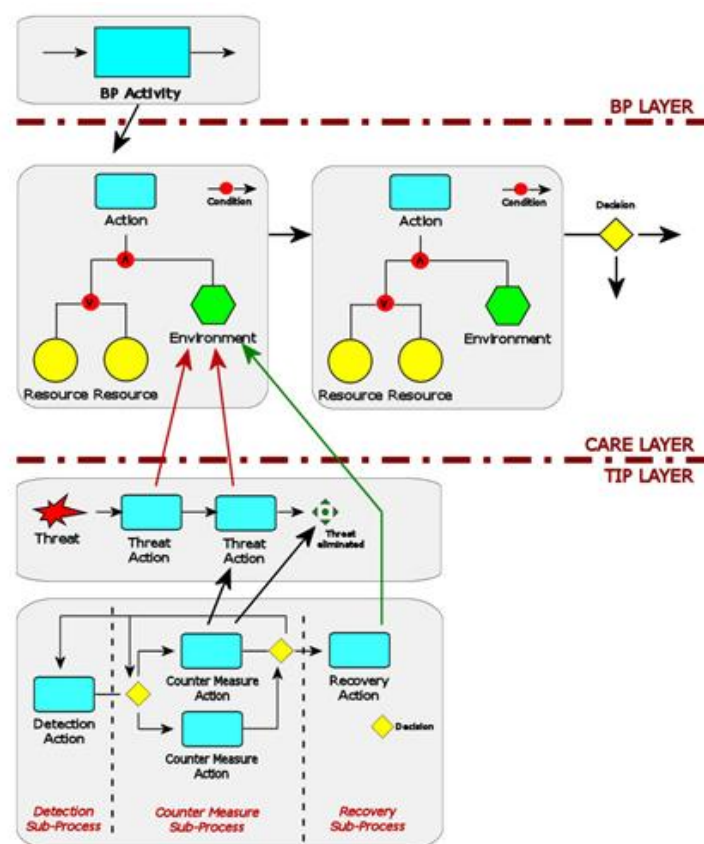 BP Activity
BP LAYER
Action
Condition
Action
Condition
Decision
Λ
V
Environment
Resource Resource
Λ
V
Environment
Resource Resource
CARE LAYER
TIP LAYER
Threat
Threat
Action
Threat
Action
Threat
eliminated
Detection
Action
Counter Measure
Action
Counter Measure
Action
Recovery
Action
Decision
Detection
Sub-Process
Counter Measure
Sub-Process
Recovery
Sub-Process